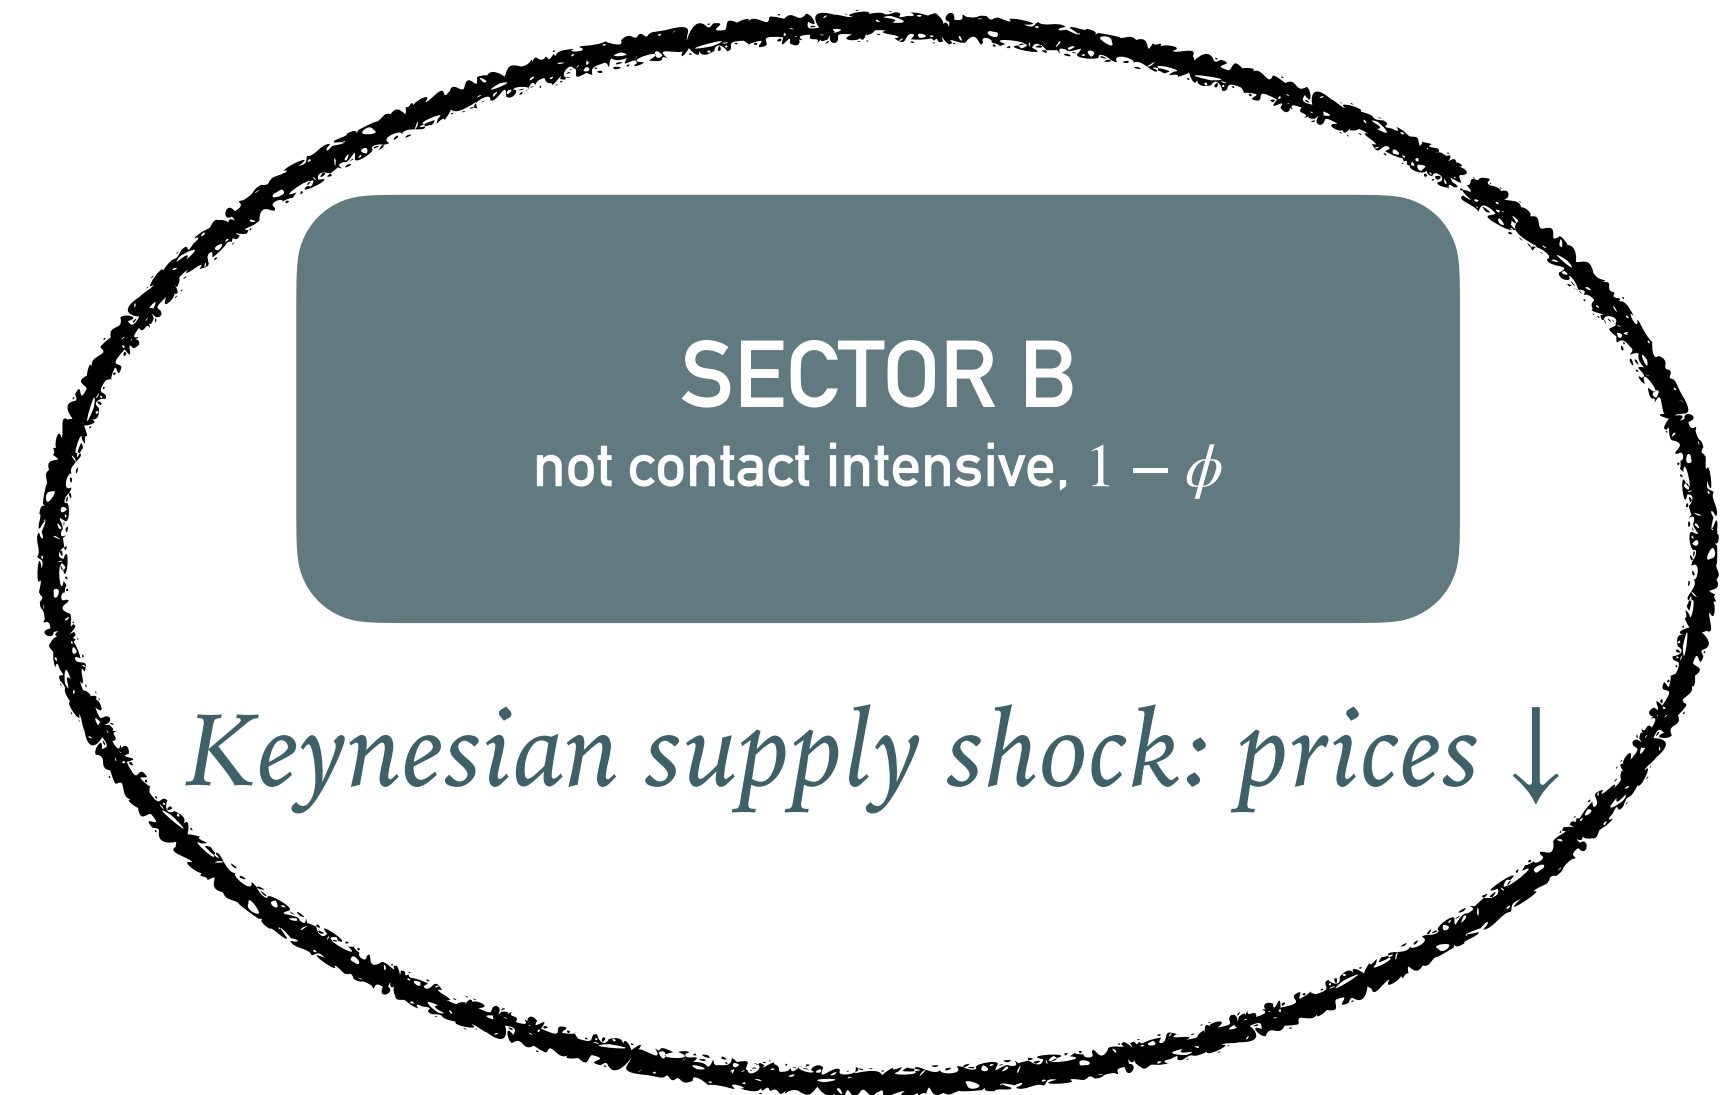 SECTOR B
not contact intensive, 1 − ϕ
Keynesian supply shock: prices ↓